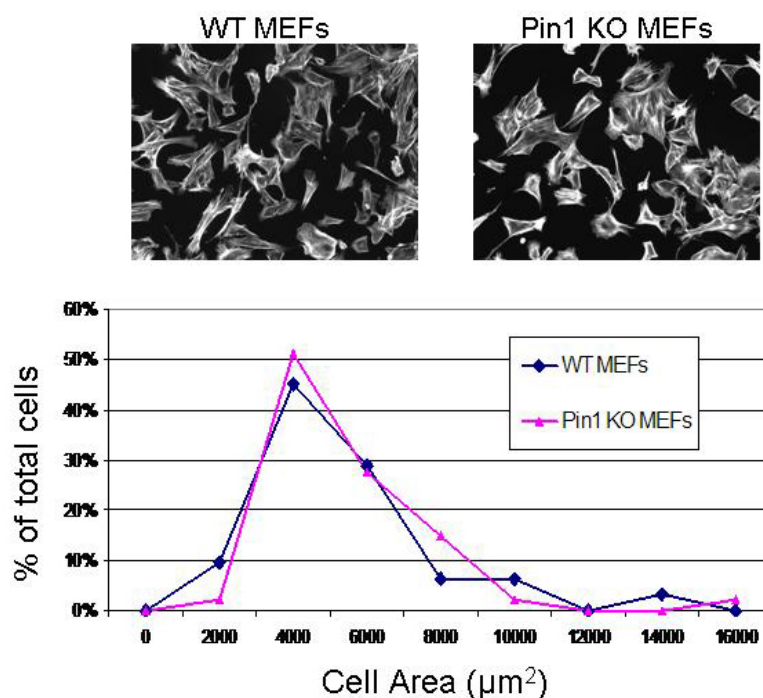 WT MEFs
Pin1 KO MEFs
60%
50%
40%
30%
20%
10%
0%
% of total cells
WT MEFs
Pin1 KO MEFs
0 2000 4000 6000 8000 10000 12000 14000 16000
Cell Area (µm²)